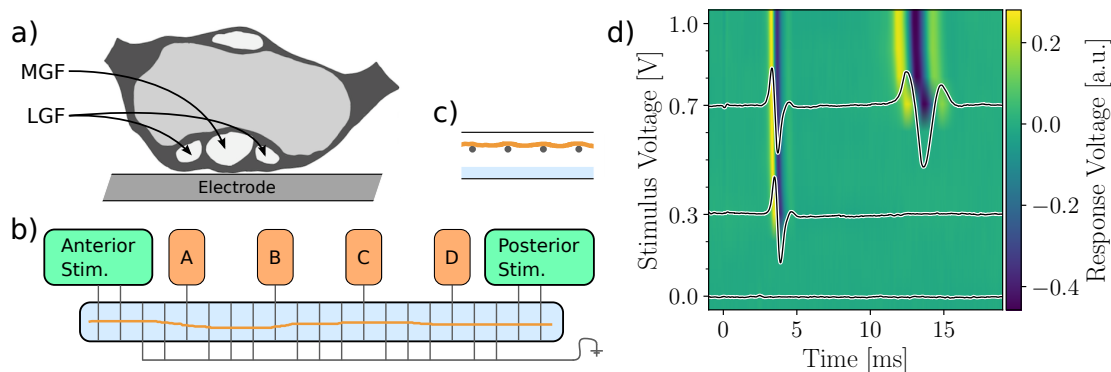 a)
MGF
LGF
Electrode
c)
b)
Anterior
Stim.
A
B
C
D
Posterior
Stim.
d)
Stimulus Voltage [V]
1.0
0.7
0.3
0.0
0
5
10
15
Time [ms]
0.2
0.0
−0.2
−0.4
Response Voltage [a.u.]